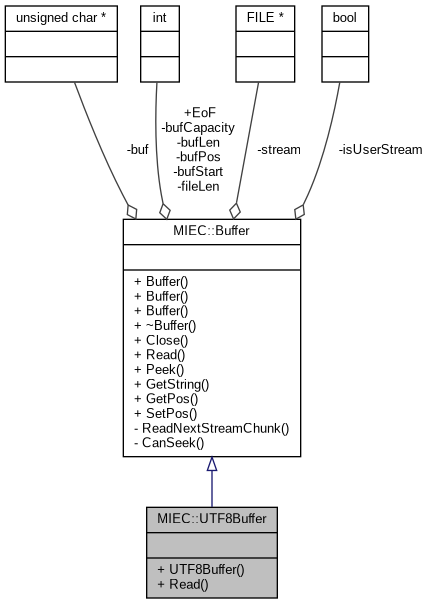 unsigned char *
int
FILE *
bool
-buf
+EoF
-bufCapacity
-bufLen
-bufPos
-bufStart
-fileLen
-stream
-isUserStream
MIEC::Buffer
+ Buffer()
+ Buffer()
+ Buffer()
+ ~Buffer()
+ Close()
+ Read()
+ Peek()
+ GetString()
+ GetPos()
+ SetPos()
- ReadNextStreamChunk()
- CanSeek()
MIEC::UTF8Buffer
+ UTF8Buffer()
+ Read()